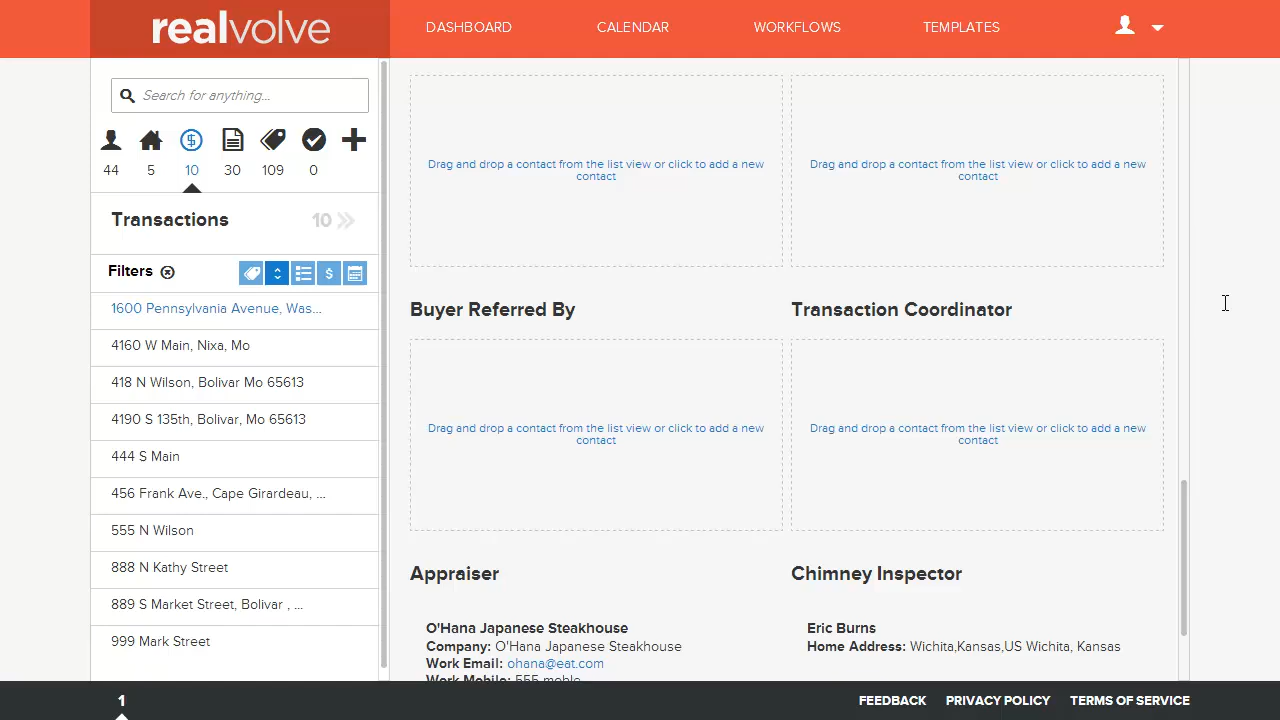 realvolve
DASHBOARD
CALENDAR
WORKFLOWS
TEMPLATES
Search for anything...
44
5
10
30
109
0
Transactions
10
Filters
$
1600 Pennsylvania Avenue, Was...
4160 W Main, Nixa, Mo
418 N Wilson, Bolivar Mo 65613
4190 S 135th, Bolivar, Mo 65613
444 S Main
456 Frank Ave., Cape Girardeau, ...
555 N Wilson
888 N Kathy Street
889 S Market Street, Bolivar , ...
999 Mark Street
Drag and drop a contact from the list view or click to add a new
contact
Drag and drop a contact from the list view or click to add a new
contact
Buyer Referred By
Transaction Coordinator
Drag and drop a contact from the list view or click to add a new
contact
Drag and drop a contact from the list view or click to add a new
contact
Appraiser
Chimney Inspector
O'Hana Japanese Steakhouse
Company: O'Hana Japanese Steakhouse
Work Email: ohana@eat.com
Work Mobile: 555 moble
Eric Burns
Home Address: Wichita,Kansas,US Wichita, Kansas
1
FEEDBACK
PRIVACY POLICY
TERMS OF SERVICE